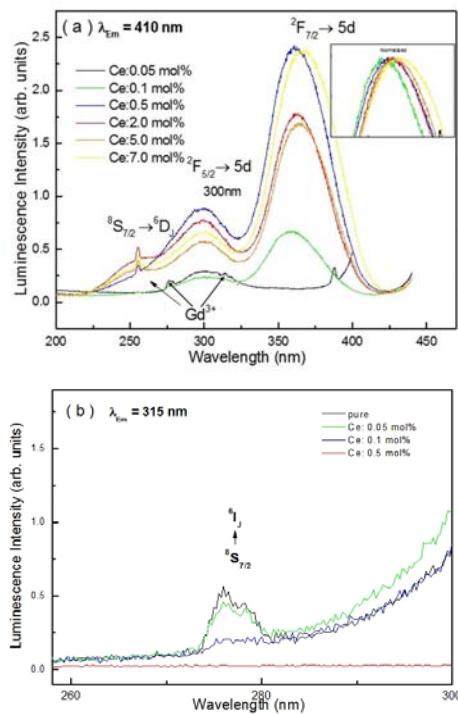 ( a ) λEm = 410 nm
²F7/2 → 5d
Normalized
Ce:0.05 mol%
Ce:0.1 mol%
Ce:0.5 mol%
Ce:2.0 mol%
Ce:5.0 mol%
Ce:7.0 mol%
²F5/2 → 5d
300nm
⁸S7/2 → ⁶DJ
Gd³⁺
Luminescence Intensity (arb. units)
2.5
2.0
1.5
1.0
0.5
0.0
200 250 300 350 400 450
Wavelength (nm)
( b ) λEm = 315 nm
pure
Ce: 0.05 mol%
Ce: 0.1 mol%
Ce: 0.5 mol%
⁶IJ
⁸S7/2
Luminescence Intensity (arb. units)
1.5
1.0
0.5
0.0
260 280 300
Wavelength (nm)